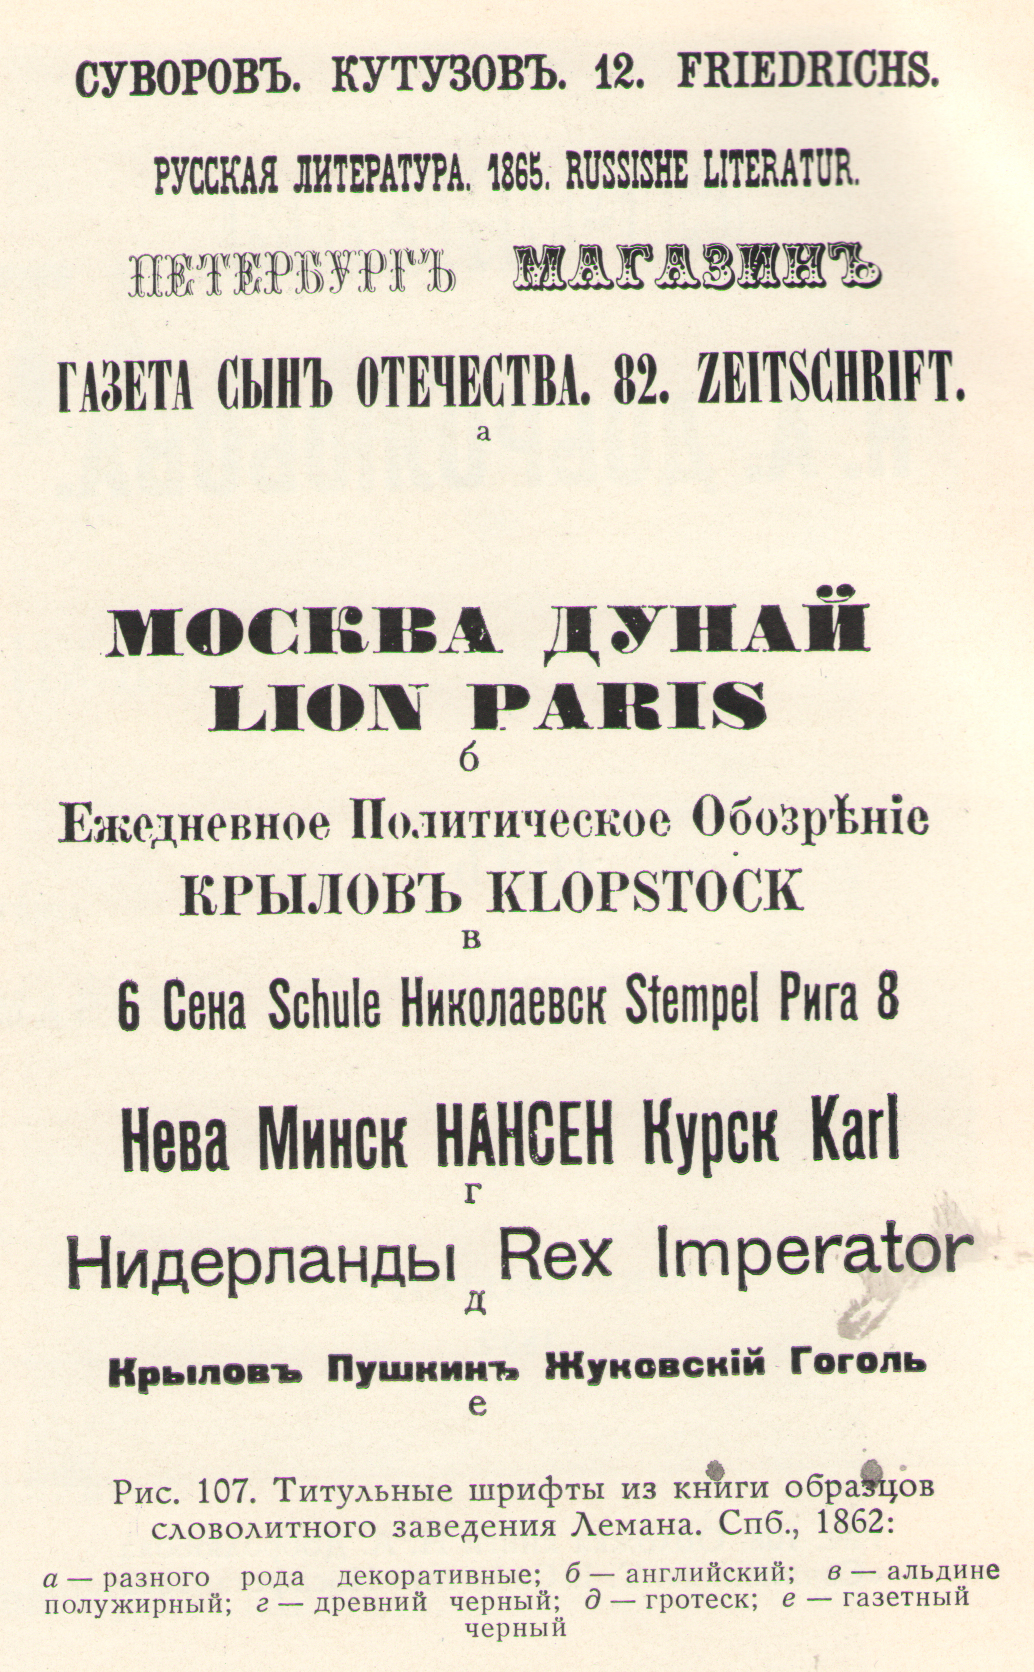 СУВОРОВЪ. КУТУЗОВЪ. 12. FRIEDRICHS.
РУССКАЯ ЛИТЕРАТУРА. 1865. RUSSISHE LITERATUR.
ПЕТЕРБУРГЪ МАГАЗИНЪ
ГАЗЕТА СЫНЪ ОТЕЧЕСТВА. 82. ZEITSCHRIFT.
а
МОСКВА ДУНАЙ
LION PARIS
б
Ежедневное Политическое Обозрѣніе
КРЫЛОВЪ KLOPSTOCK
в
6 Сена Schule Николаевск Stempel Рига 8
Нева Минск НАНСЕН Курск Karl
г
Нидерланды Rex Imperator
д
Крыловъ Пушкинъ Жуковскій Гоголь
е
Рис. 107. Титульные шрифты из книги образцов
словолитного заведения Лемана. Спб., 1862:
а — разного рода декоративные; б — английский; в — альдине
полужирный; г — древний черный; д — гротеск; е — газетный
черный